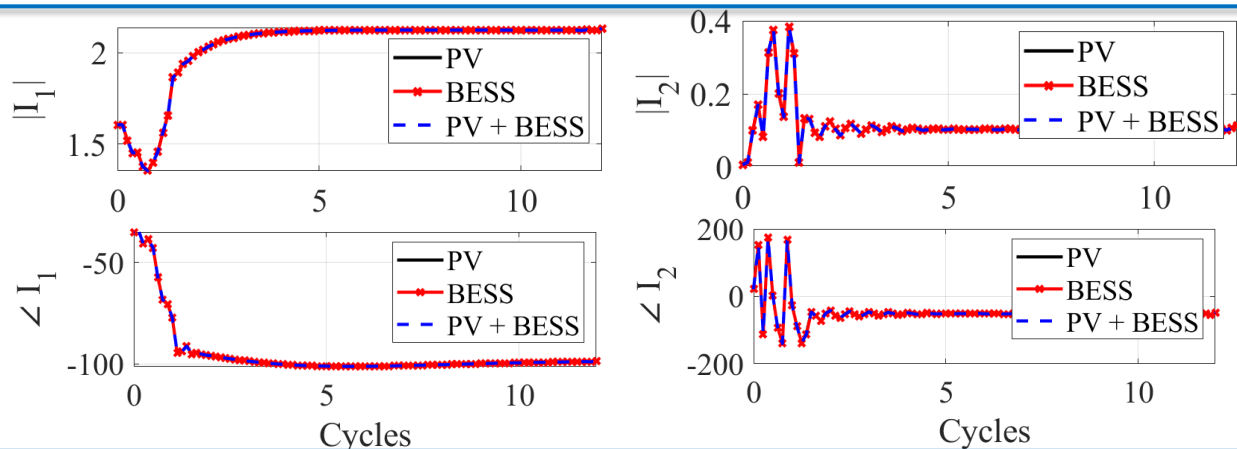 |I₁|
2
1.5
0
5
10
PV
BESS
PV + BESS
|I₂|
0.4
0.2
0
0
5
10
PV
BESS
PV + BESS
∠ I₁
-50
-100
0
5
10
Cycles
PV
BESS
PV + BESS
∠ I₂
200
0
-200
0
5
10
Cycles
PV
BESS
PV + BESS